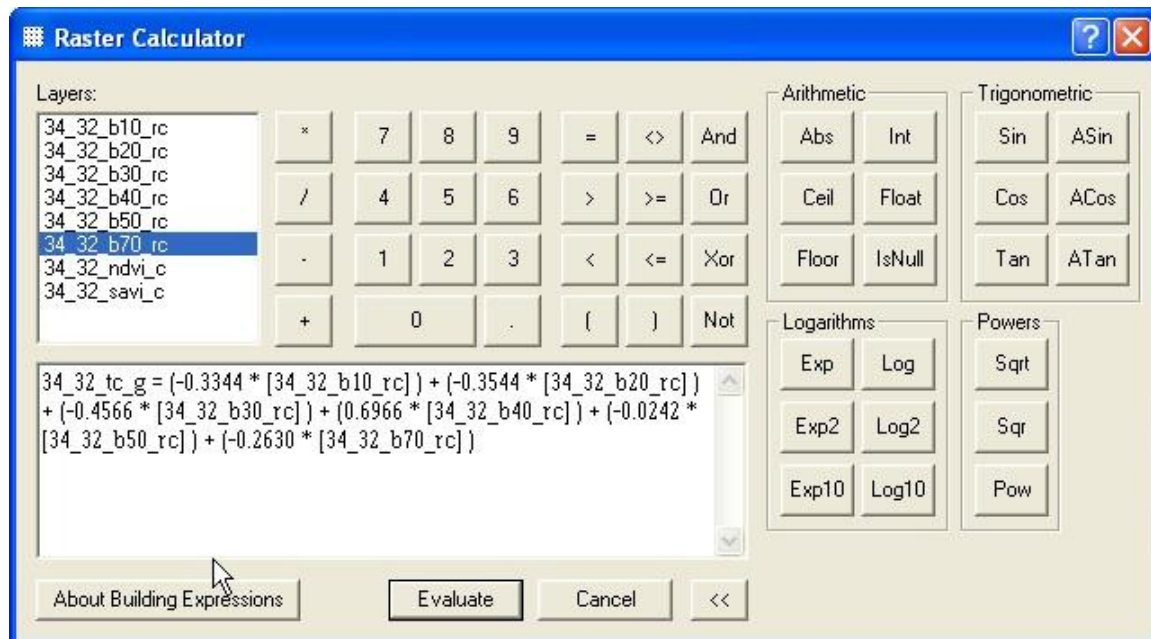 Raster Calculator
?
X
Layers:
34_32_b10_rc
34_32_b20_rc
34_32_b30_rc
34_32_b40_rc
34_32_b50_rc
34_32_b70_rc
34_32_ndvi_c
34_32_savi_c
* 7 8 9 = <> And
/ 4 5 6 > >= Or
- 1 2 3 < <= Xor
+ 0 . ( ) Not
Arithmetic
Abs Int
Ceil Float
Floor IsNull
Trigonometric
Sin ASin
Cos ACos
Tan ATan
Logarithms
Exp Log
Exp2 Log2
Exp10 Log10
Powers
Sqrt
Sqr
Pow
34_32_tc_g = (-0.3344 * [34_32_b10_rc] ) + (-0.3544 * [34_32_b20_rc] )
+ (-0.4566 * [34_32_b30_rc] ) + (0.6966 * [34_32_b40_rc] ) + (-0.0242 *
[34_32_b50_rc] ) + (-0.2630 * [34_32_b70_rc] )
About Building Expressions
Evaluate
Cancel
<<